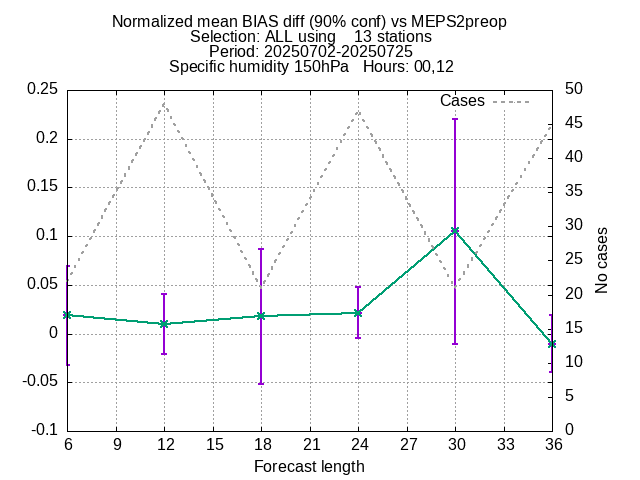 Normalized mean BIAS diff (90% conf) vs MEPS2preop
Selection: ALL using    13 stations
Period: 20250702-20250725
Specific humidity 150hPa   Hours: 00,12
0.25
0.2
0.15
0.1
0.05
0
-0.05
-0.1
Cases
50
45
40
35
30
25
20
15
10
5
0
No cases
6 9 12 15 18 21 24 27 30 33 36
Forecast length